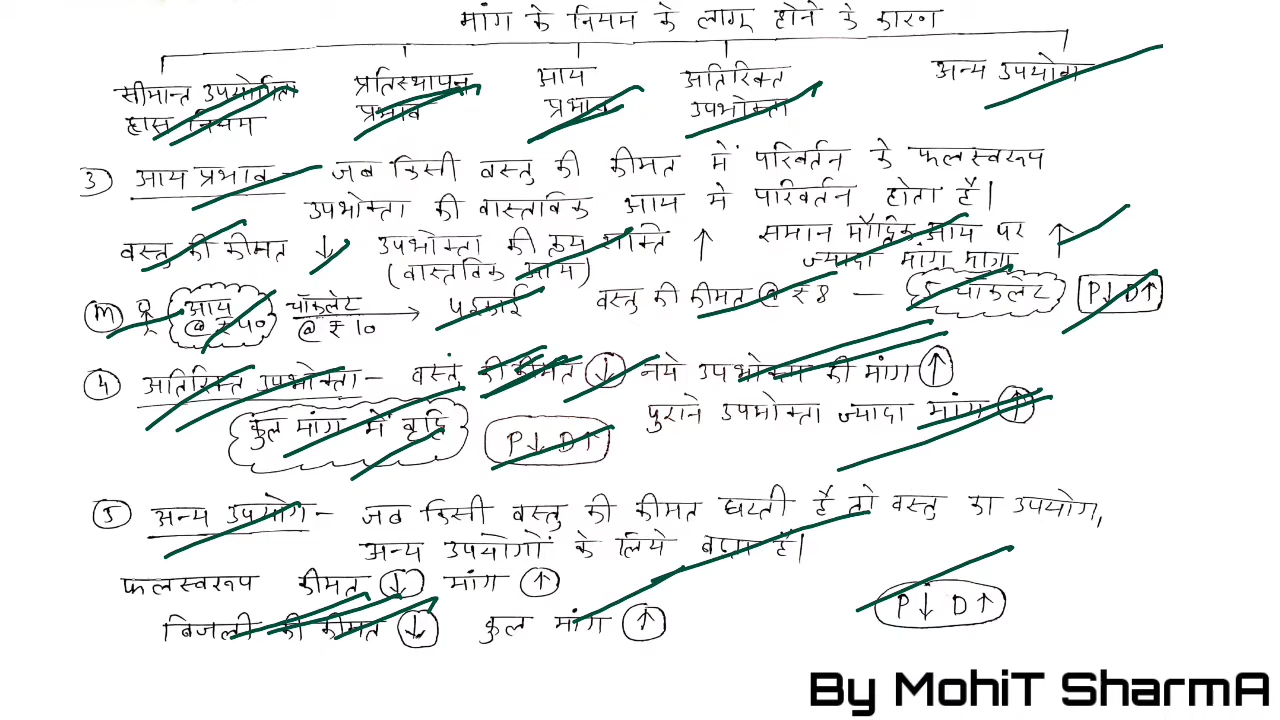 मांग के नियम के लागू होने के कारण
सीमान्त उपयोगिता ह्रास नियम
प्रतिस्थापन प्रभाव
आय प्रभाव
अतिरिक्त उपभोक्ता
अन्य उपयोग
3) आय प्रभाव - जब किसी वस्तु की कीमत में परिवर्तन के फलस्वरूप
उपभोक्ता की वास्तविक आय मे परिवर्तन होता है।
वस्तु की कीमत ↓ उपभोक्ता की क्रय शक्ति ↑ समान मौद्रिक आय पर ↑
(वास्तविक आय) ज्यादा मांग
आय चॉकलेट वस्तु की कीमत @ ₹8 — 5 चॉकलेट P↓ D↑
@ ₹40 @ ₹10 → 4 इकाई
4 अतिरिक्त उपभोक्ता - वस्तु की कीमत ↓ नये उपभोक्ता की मांग ↑
पुराने उपभोक्ता ज्यादा मांग ↑
कुल मांग में वृद्धि P↓ D↑
5 अन्य उपयोग - जब किसी वस्तु की कीमत घटती है तो वस्तु का उपयोग,
अन्य उपयोगों के लिये बढ़ता है।
फलस्वरूप कीमत ↓ मांग ↑
बिजली की कीमत ↓ कुल मांग ↑ P↓ D↑
By MohiT SharmA